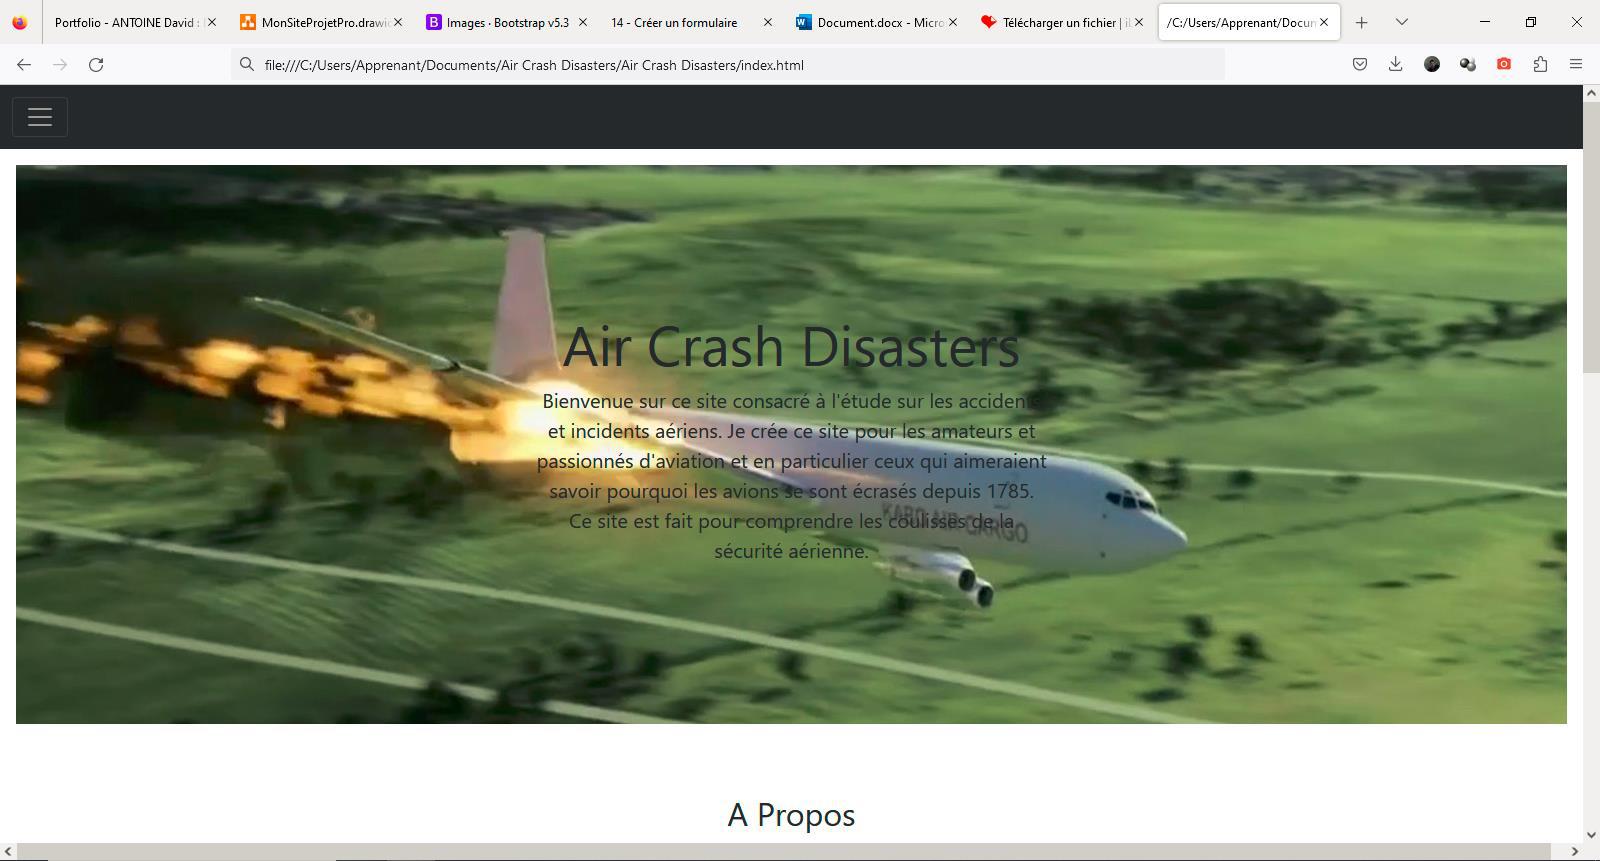 Portfolio - ANTOINE David :
MonSiteProjetPro.drawio
Images · Bootstrap v5.3
14 - Créer un formulaire
Document.docx - Micro
Télécharger un fichier | iL
/C:/Users/Apprenant/Docun
file:///C:/Users/Apprenant/Documents/Air Crash Disasters/Air Crash Disasters/index.html
Air Crash Disasters
Bienvenue sur ce site consacré à l'étude sur les accidents
et incidents aériens. Je crée ce site pour les amateurs et
passionnés d'aviation et en particulier ceux qui aimeraient
savoir pourquoi les avions se sont écrasés depuis 1785.
Ce site est fait pour comprendre les coulisses de la
sécurité aérienne.
KABO AIR CARGO
A Propos